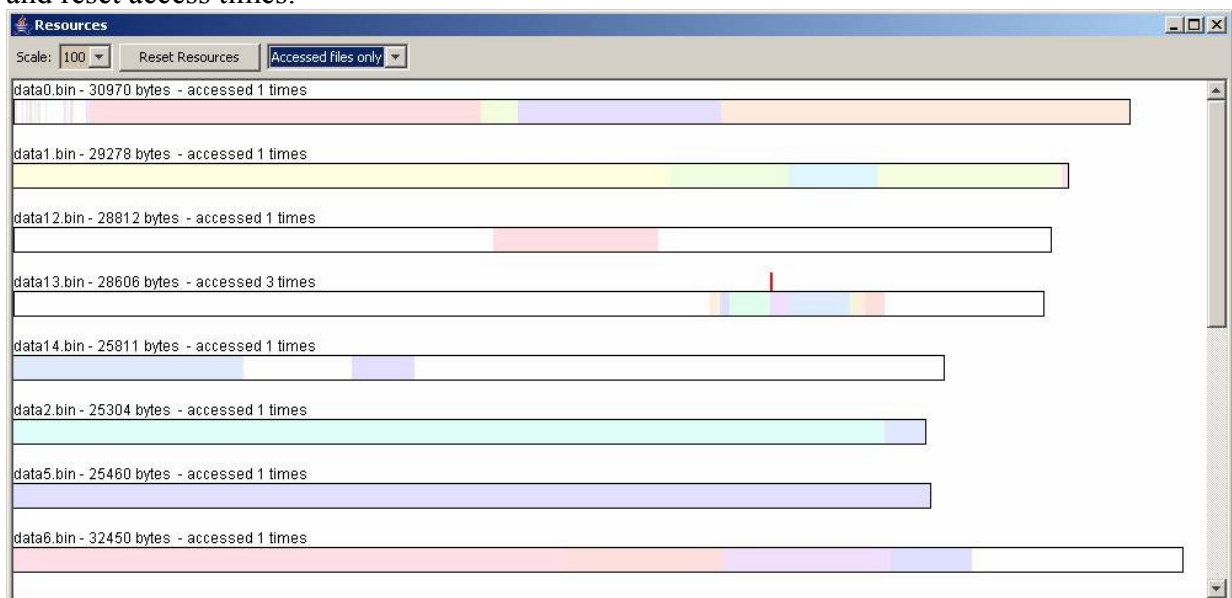 and reset access times.
Resources
Scale: 100 Reset Resources Accessed files only
data0.bin - 30970 bytes - accessed 1 times
data1.bin - 29278 bytes - accessed 1 times
data12.bin - 28812 bytes - accessed 1 times
data13.bin - 28606 bytes - accessed 3 times
data14.bin - 25811 bytes - accessed 1 times
data2.bin - 25304 bytes - accessed 1 times
data5.bin - 25460 bytes - accessed 1 times
data6.bin - 32450 bytes - accessed 1 times